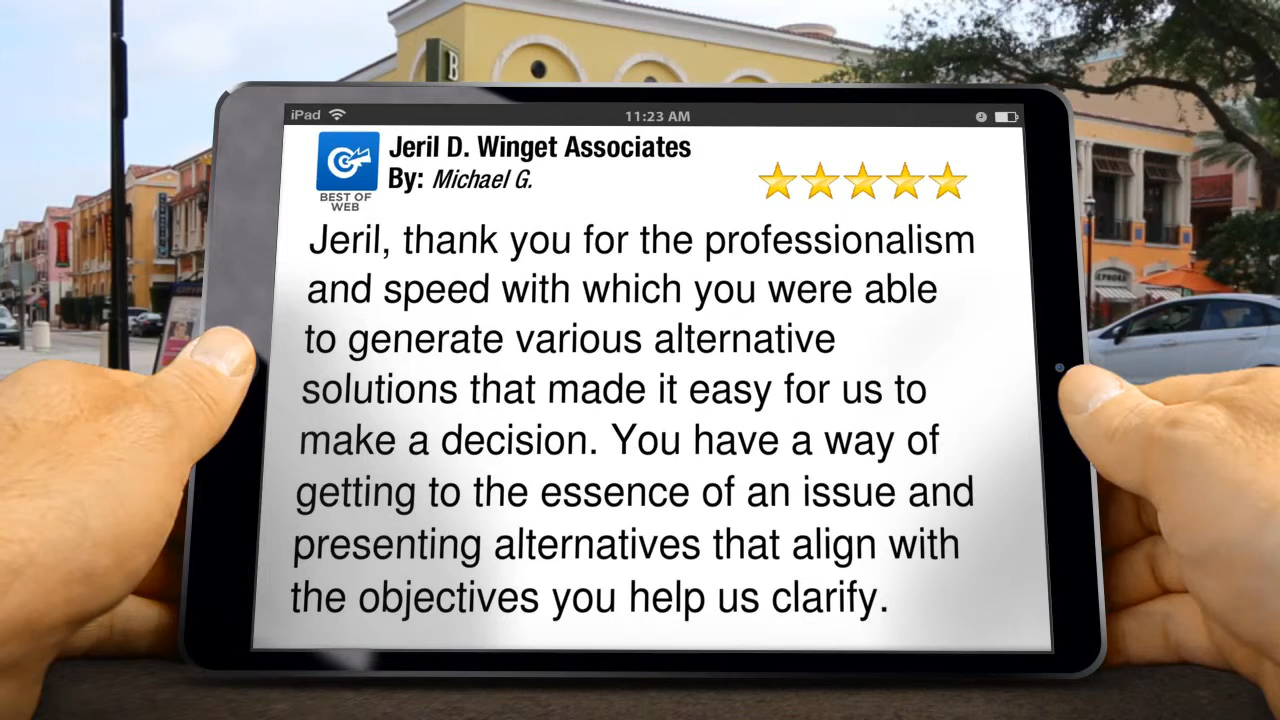 B
iPad
11:23 AM
Jeril D. Winget Associates
By: Michael G.
BEST OF
WEB
Jeril, thank you for the professionalism
and speed with which you were able
to generate various alternative
solutions that made it easy for us to
make a decision. You have a way of
getting to the essence of an issue and
presenting alternatives that align with
the objectives you help us clarify.
SEPHORA